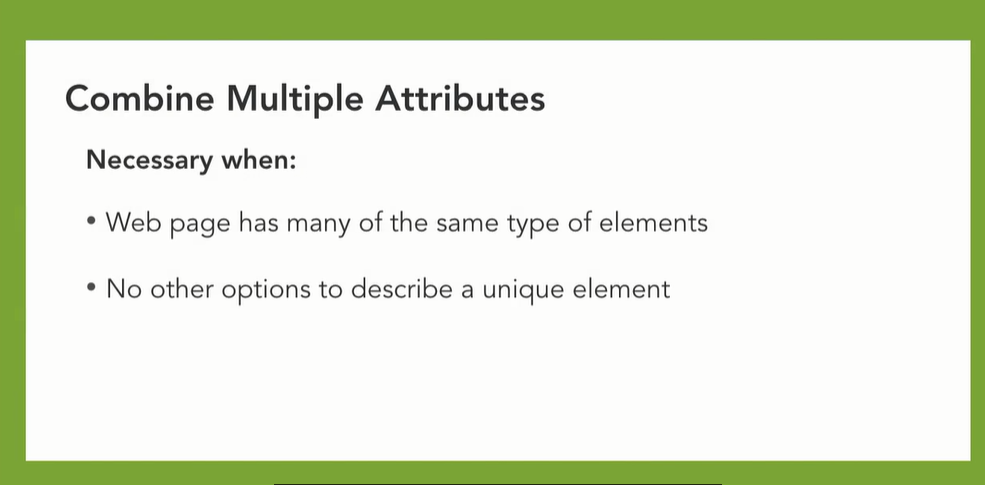 Combine Multiple Attributes
Necessary when:
• Web page has many of the same type of elements
• No other options to describe a unique element